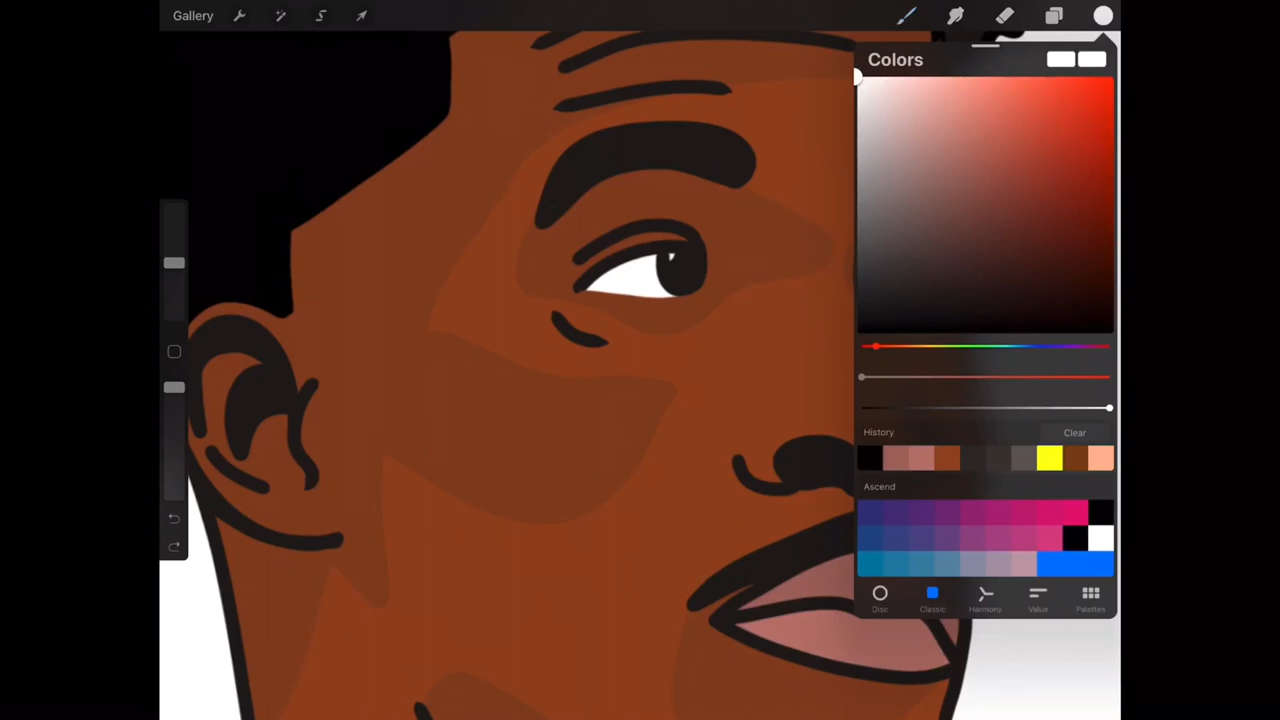 Gallery
Colors
History Clear
Ascend
Disc Classic Harmony Value Palettes